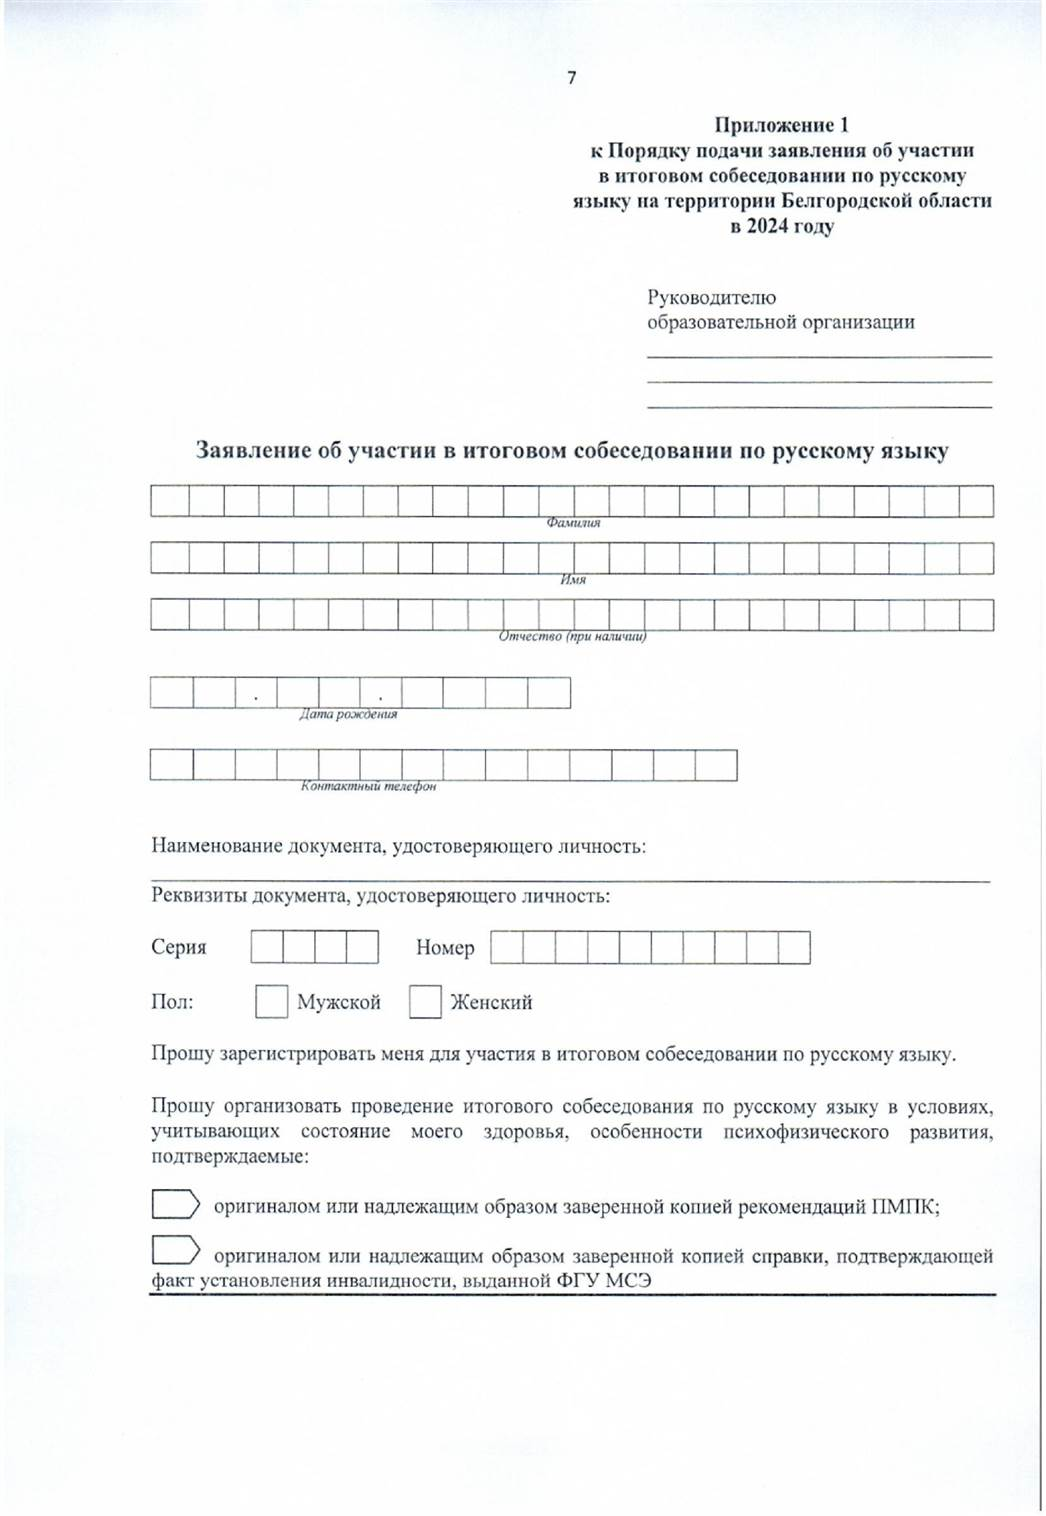 7
Приложение 1
к Порядку подачи заявления об участии
в итоговом собеседовании по русскому
языку на территории Белгородской области
в 2024 году
Руководителю
образовательной организации
Заявление об участии в итоговом собеседовании по русскому языку
Фамилия
Имя
Отчество (при наличии)
. .
Дата рождения
Контактный телефон
Наименование документа, удостоверяющего личность:
Реквизиты документа, удостоверяющего личность:
Серия Номер
Пол: Мужской Женский
Прошу зарегистрировать меня для участия в итоговом собеседовании по русскому языку.
Прошу организовать проведение итогового собеседования по русскому языку в условиях,
учитывающих состояние моего здоровья, особенности психофизического развития,
подтверждаемые:
оригиналом или надлежащим образом заверенной копией рекомендаций ПМПК;
оригиналом или надлежащим образом заверенной копией справки, подтверждающей
факт установления инвалидности, выданной ФГУ МСЭ